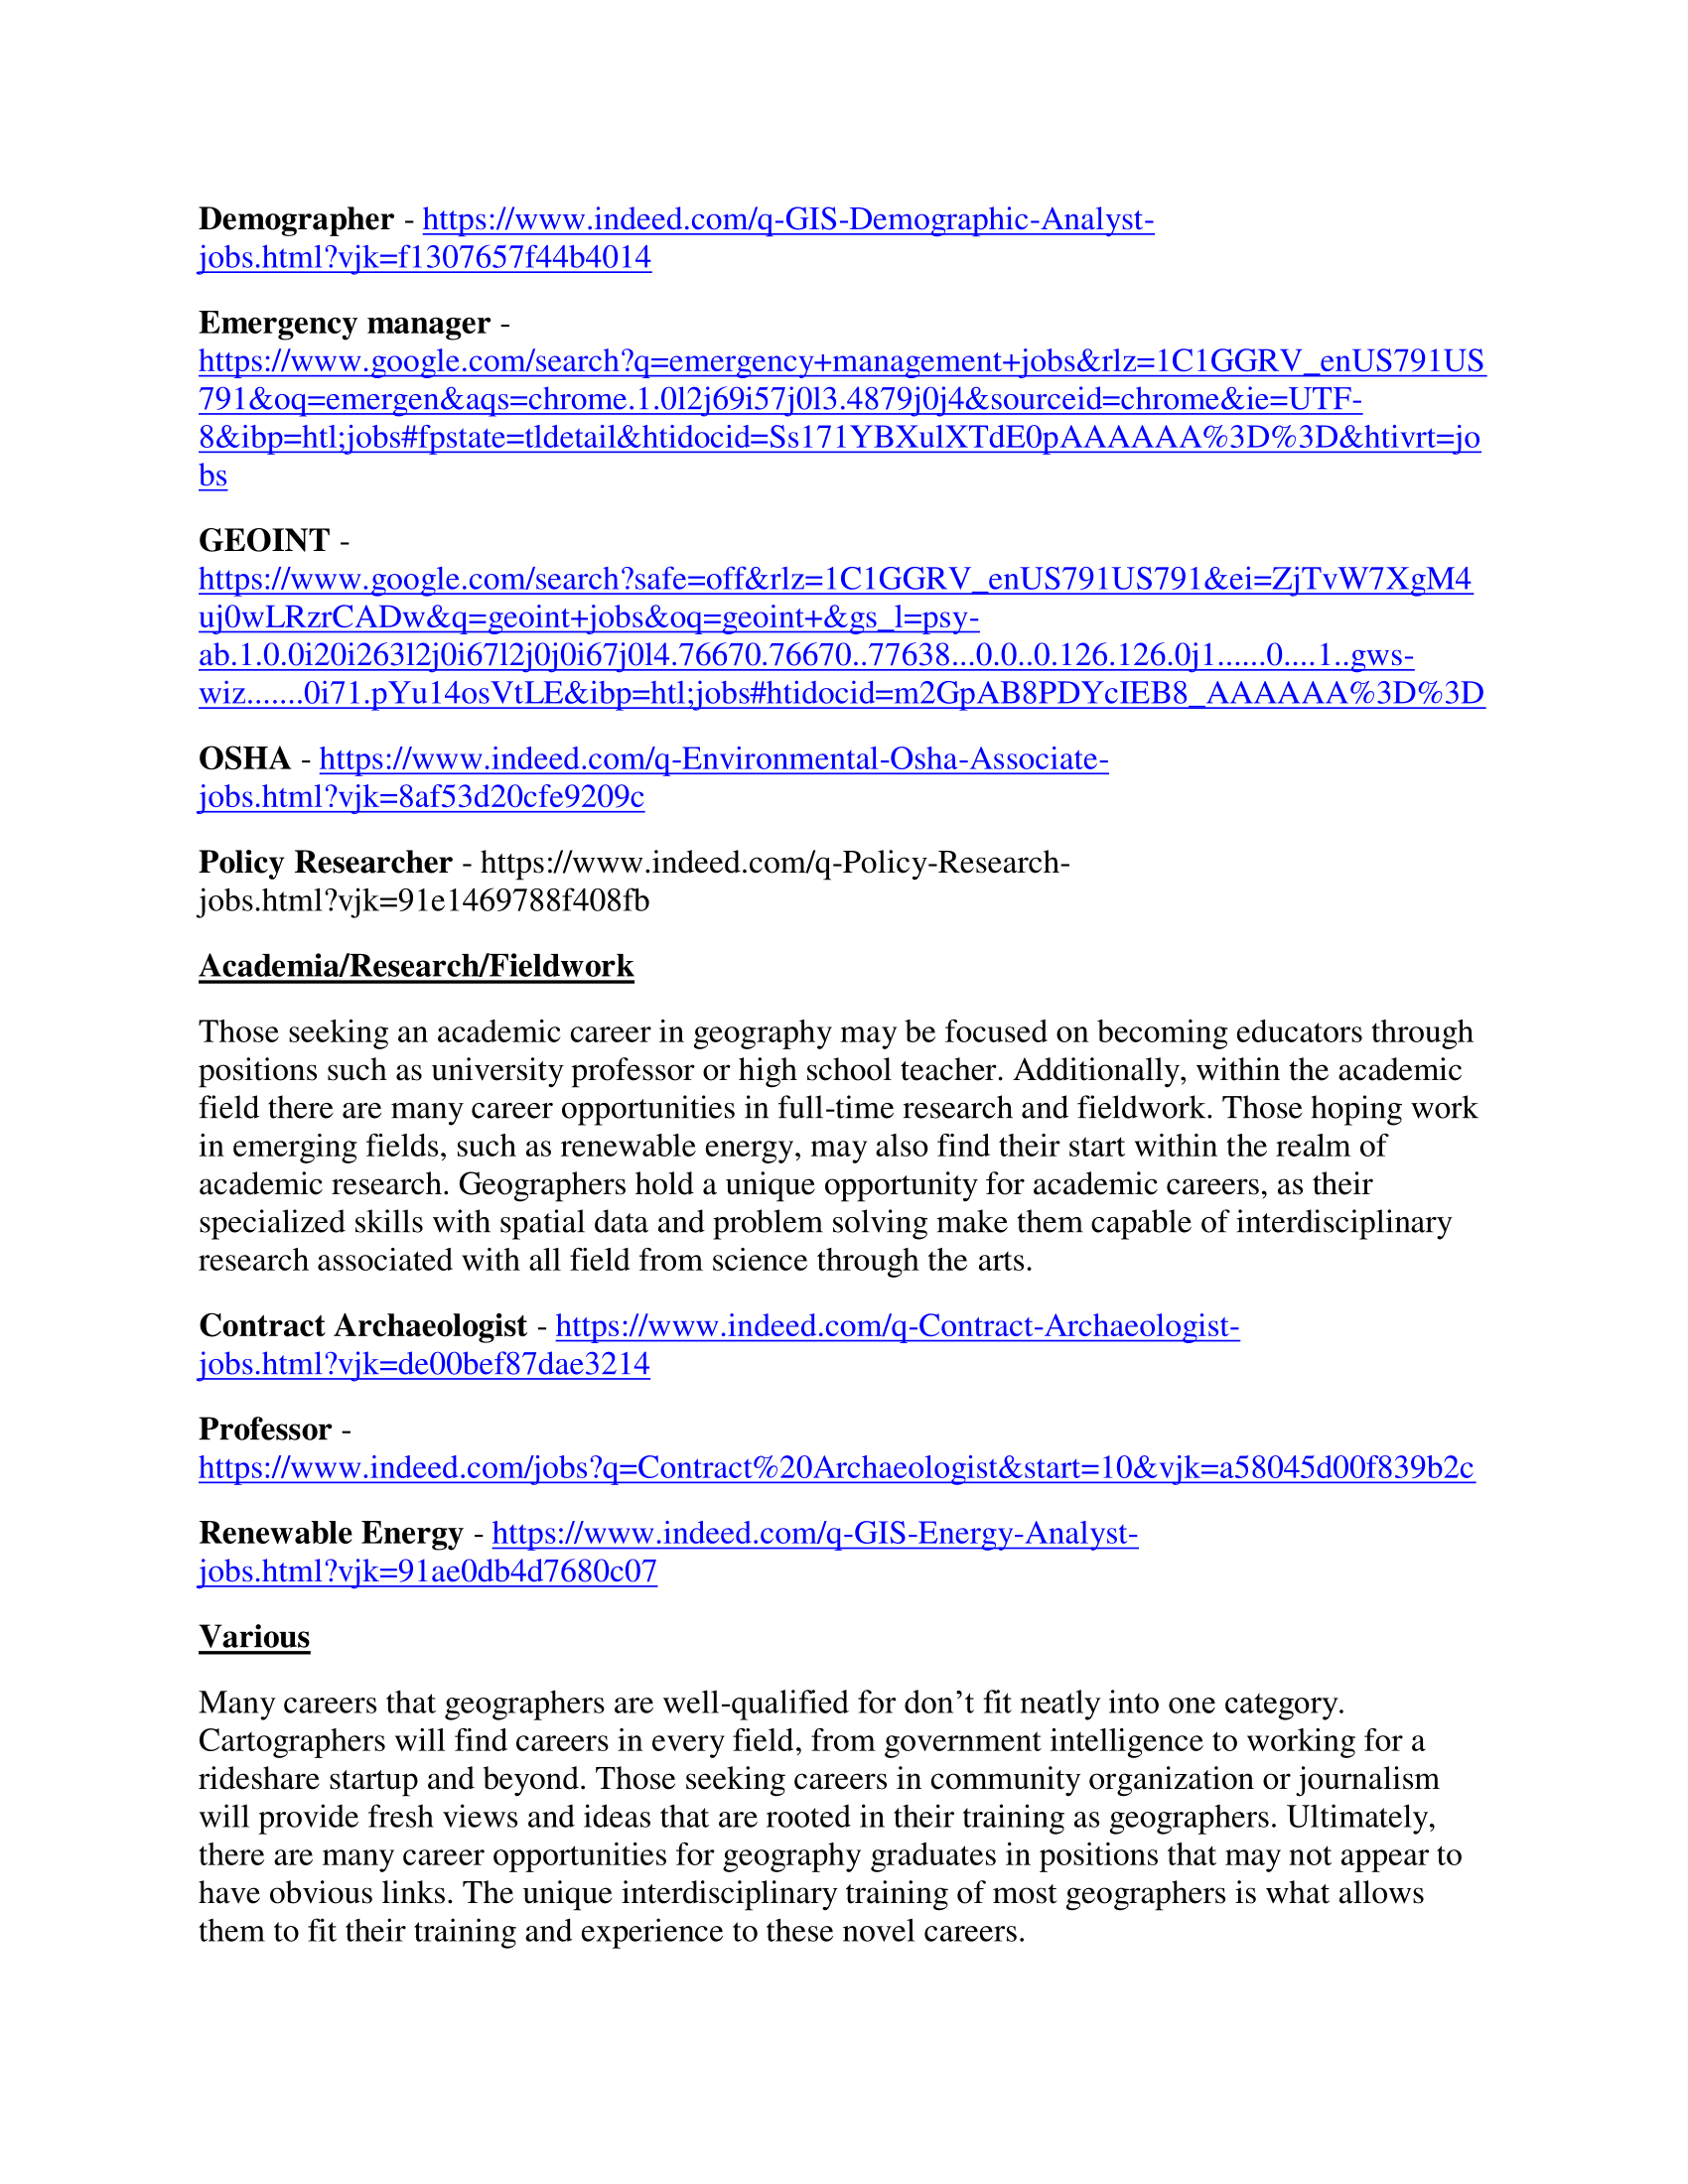 Demographer - https://www.indeed.com/q-GIS-Demographic-Analyst-
jobs.html?vjk=f1307657f44b4014
Emergency manager -
https://www.google.com/search?q=emergency+management+jobs&rlz=1C1GGRV_enUS791US
791&oq=emergen&aqs=chrome.1.0l2j69i57j0l3.4879j0j4&sourceid=chrome&ie=UTF-
8&ibp=htl;jobs#fpstate=tldetail&htidocid=Ss171YBXulXTdE0pAAAAAA%3D%3D&htivrt=jo
bs
GEOINT -
https://www.google.com/search?safe=off&rlz=1C1GGRV_enUS791US791&ei=ZjTvW7XgM4
uj0wLRzrCADw&q=geoint+jobs&oq=geoint+&gs_l=psy-
ab.1.0.0i20i263l2j0i67l2j0j0i67j0l4.76670.76670..77638...0.0..0.126.126.0j1......0....1..gws-
wiz.......0i71.pYu14osVtLE&ibp=htl;jobs#htidocid=m2GpAB8PDYcIEB8_AAAAAA%3D%3D
OSHA - https://www.indeed.com/q-Environmental-Osha-Associate-
jobs.html?vjk=8af53d20cfe9209c
Policy Researcher - https://www.indeed.com/q-Policy-Research-
jobs.html?vjk=91e1469788f408fb
Academia/Research/Fieldwork
Those seeking an academic career in geography may be focused on becoming educators through
positions such as university professor or high school teacher. Additionally, within the academic
field there are many career opportunities in full-time research and fieldwork. Those hoping work
in emerging fields, such as renewable energy, may also find their start within the realm of
academic research. Geographers hold a unique opportunity for academic careers, as their
specialized skills with spatial data and problem solving make them capable of interdisciplinary
research associated with all field from science through the arts.
Contract Archaeologist - https://www.indeed.com/q-Contract-Archaeologist-
jobs.html?vjk=de00bef87dae3214
Professor -
https://www.indeed.com/jobs?q=Contract%20Archaeologist&start=10&vjk=a58045d00f839b2c
Renewable Energy - https://www.indeed.com/q-GIS-Energy-Analyst-
jobs.html?vjk=91ae0db4d7680c07
Various
Many careers that geographers are well-qualified for don’t fit neatly into one category.
Cartographers will find careers in every field, from government intelligence to working for a
rideshare startup and beyond. Those seeking careers in community organization or journalism
will provide fresh views and ideas that are rooted in their training as geographers. Ultimately,
there are many career opportunities for geography graduates in positions that may not appear to
have obvious links. The unique interdisciplinary training of most geographers is what allows
them to fit their training and experience to these novel careers.